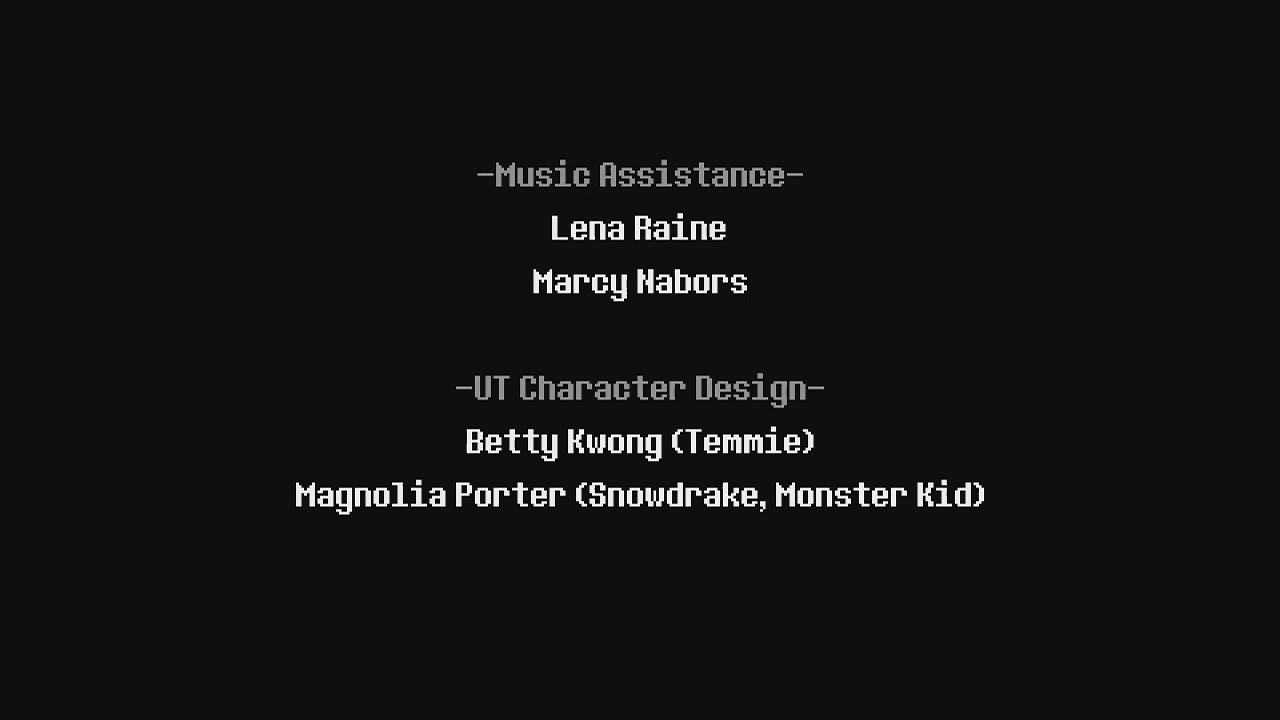 -Music Assistance-
Lena Raine
Marcy Nabors
-UT Character Design-
Betty Kwong (Temmie)
Magnolia Porter (Snowdrake, Monster Kid)